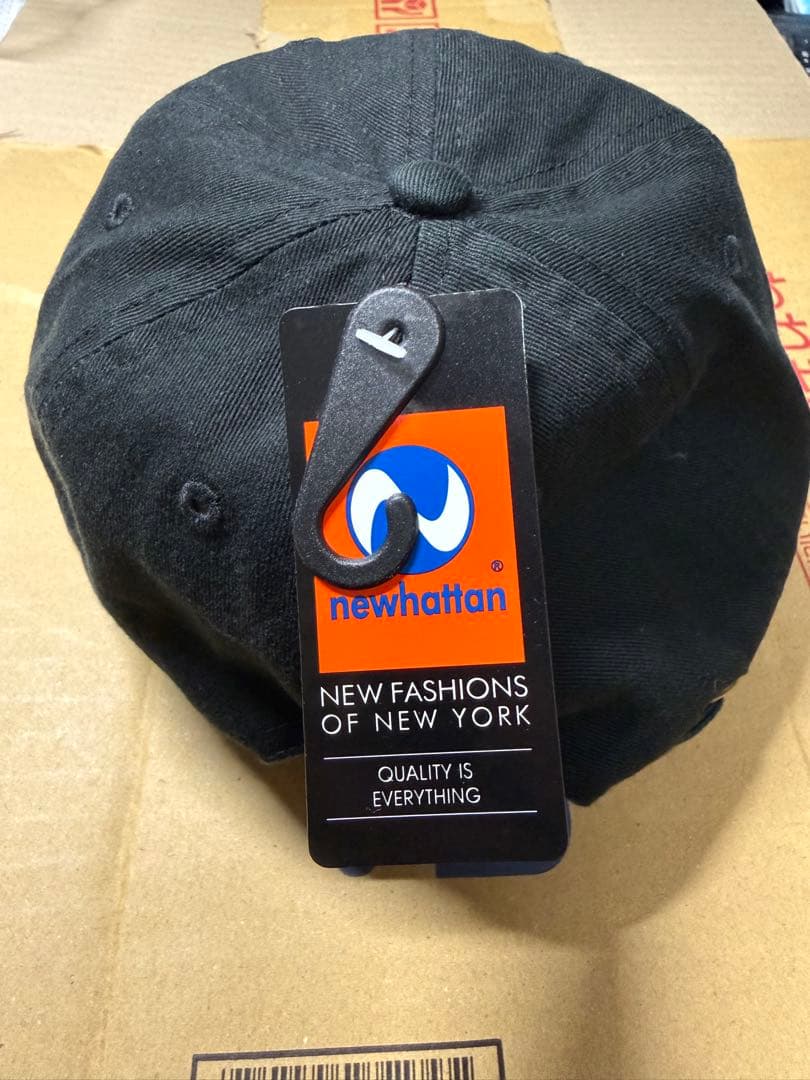 ®
newhattan
NEW FASHIONS
OF NEW YORK
QUALITY IS
EVERYTHING